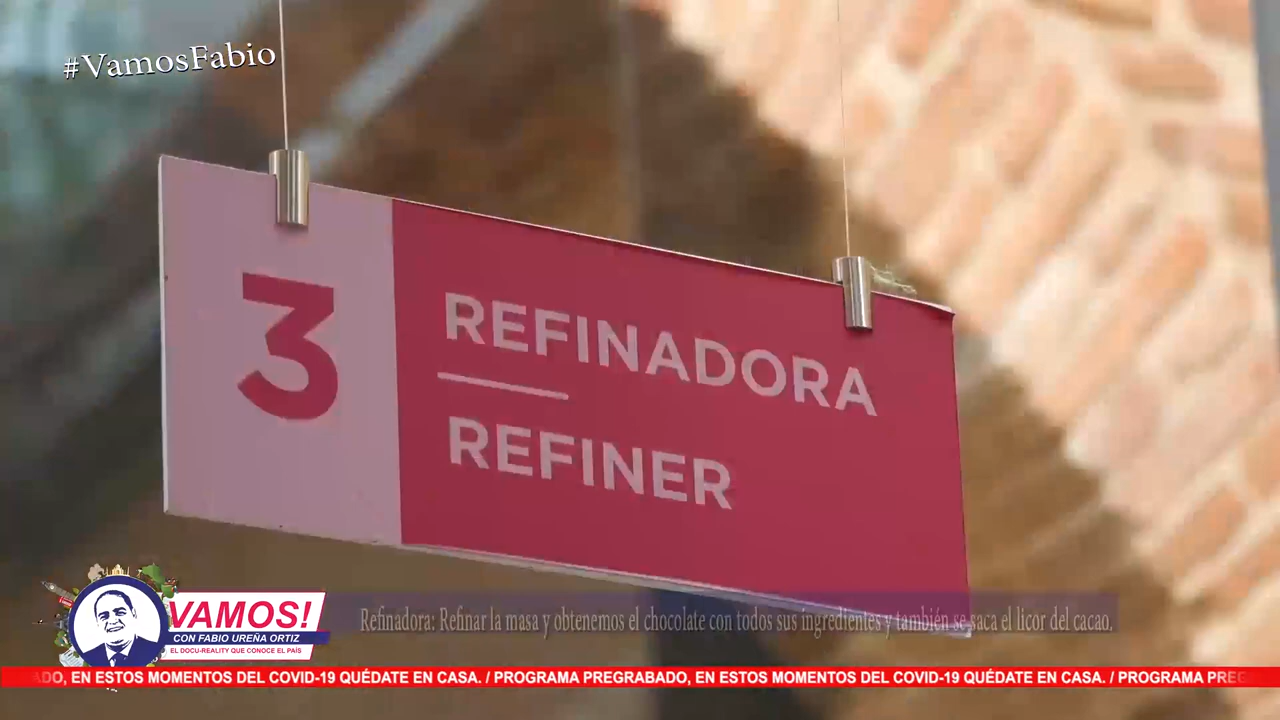 #VamosFabio
3
REFINADORA
REFINER
VAMOS!
CON FABIO UREÑA ORTIZ
EL DOCU-REALITY QUE CONOCE EL PAÍS
Refinadora: Refinar la masa y obtenemos el chocolate con todos sus ingredientes y también se saca el licor del cacao.
ADO, EN ESTOS MOMENTOS DEL COVID-19 QUÉDATE EN CASA. / PROGRAMA PREGRABADO, EN ESTOS MOMENTOS DEL COVID-19 QUÉDATE EN CASA. / PROGRAMA PREG